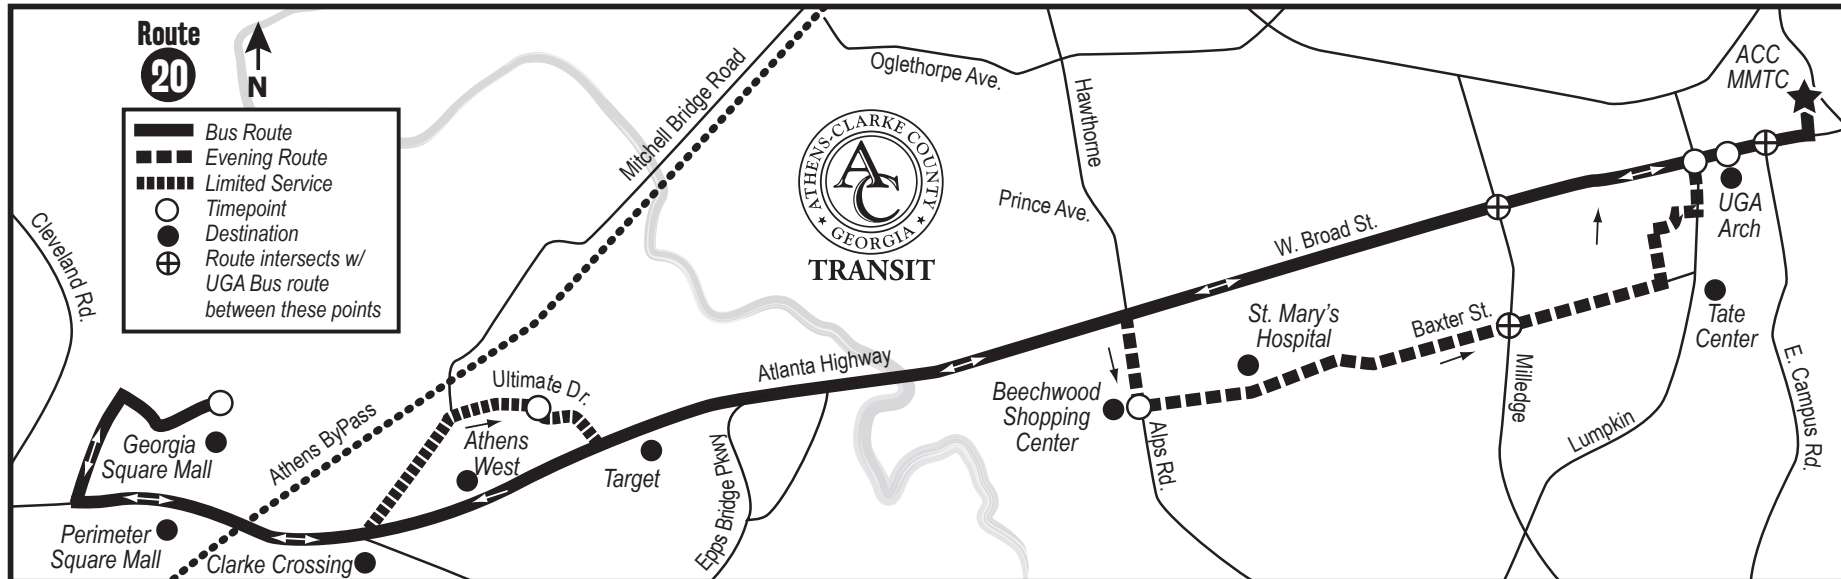 Route
20
N
Bus Route
Evening Route
Limited Service
Timepoint
Destination
Route intersects w/
UGA Bus route
between these points
Cleveland Rd.
Mitchell Bridge Road
Oglethorpe Ave.
Hawthorne
Prince Ave.
ATHENS-CLARKE COUNTY
AC
★ GEORGIA ★
TRANSIT
ACC
MMTC
UGA
Arch
W. Broad St.
Tate
Center
E. Campus Rd.
St. Mary's
Hospital
Baxter St.
Milledge
Lumpkin
Beechwood
Shopping
Center
Alps Rd.
Atlanta Highway
Ultimate Dr.
Athens
West
Target
Epps Bridge Pkwy
Athens ByPass
Georgia
Square Mall
Perimeter
Square Mall
Clarke Crossing